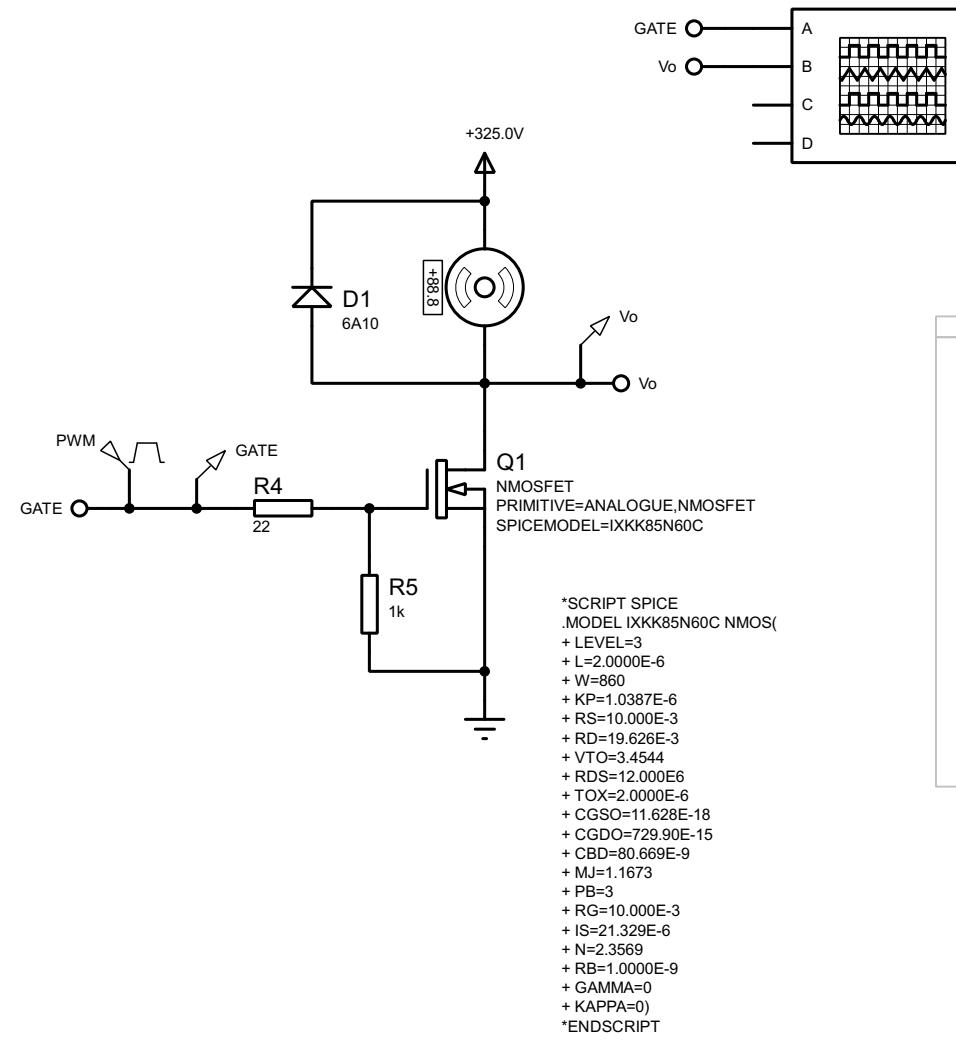 GATE
A
Vo
B
C
D
+325.0V
+88.8
D1
6A10
Vo
Vo
PWM
GATE
GATE
R4
22
Q1
NMOSFET
PRIMITIVE=ANALOGUE,NMOSFET
SPICEMODEL=IXKK85N60C
R5
1k
*SCRIPT SPICE
.MODEL IXKK85N60C NMOS(
+ LEVEL=3
+ L=2.0000E-6
+ W=860
+ KP=1.0387E-6
+ RS=10.000E-3
+ RD=19.626E-3
+ VTO=3.4544
+ RDS=12.000E6
+ TOX=2.0000E-6
+ CGSO=11.628E-18
+ CGDO=729.90E-15
+ CBD=80.669E-9
+ MJ=1.1673
+ PB=3
+ RG=10.000E-3
+ IS=21.329E-6
+ N=2.3569
+ RB=1.0000E-9
+ GAMMA=0
+ KAPPA=0)
*ENDSCRIPT